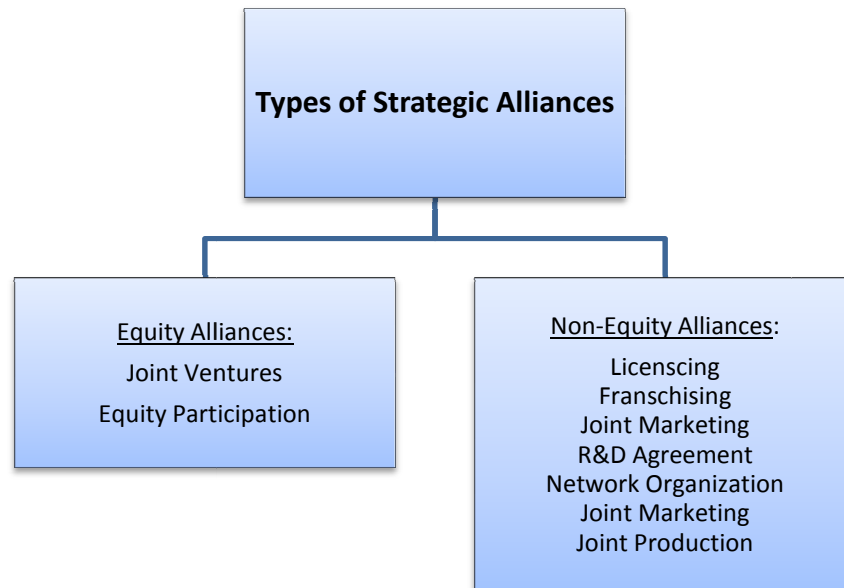 Types of Strategic Alliances
Equity Alliances:
Joint Ventures
Equity Participation
Non-Equity Alliances:
Licenscing
Franschising
Joint Marketing
R&D Agreement
Network Organization
Joint Marketing
Joint Production